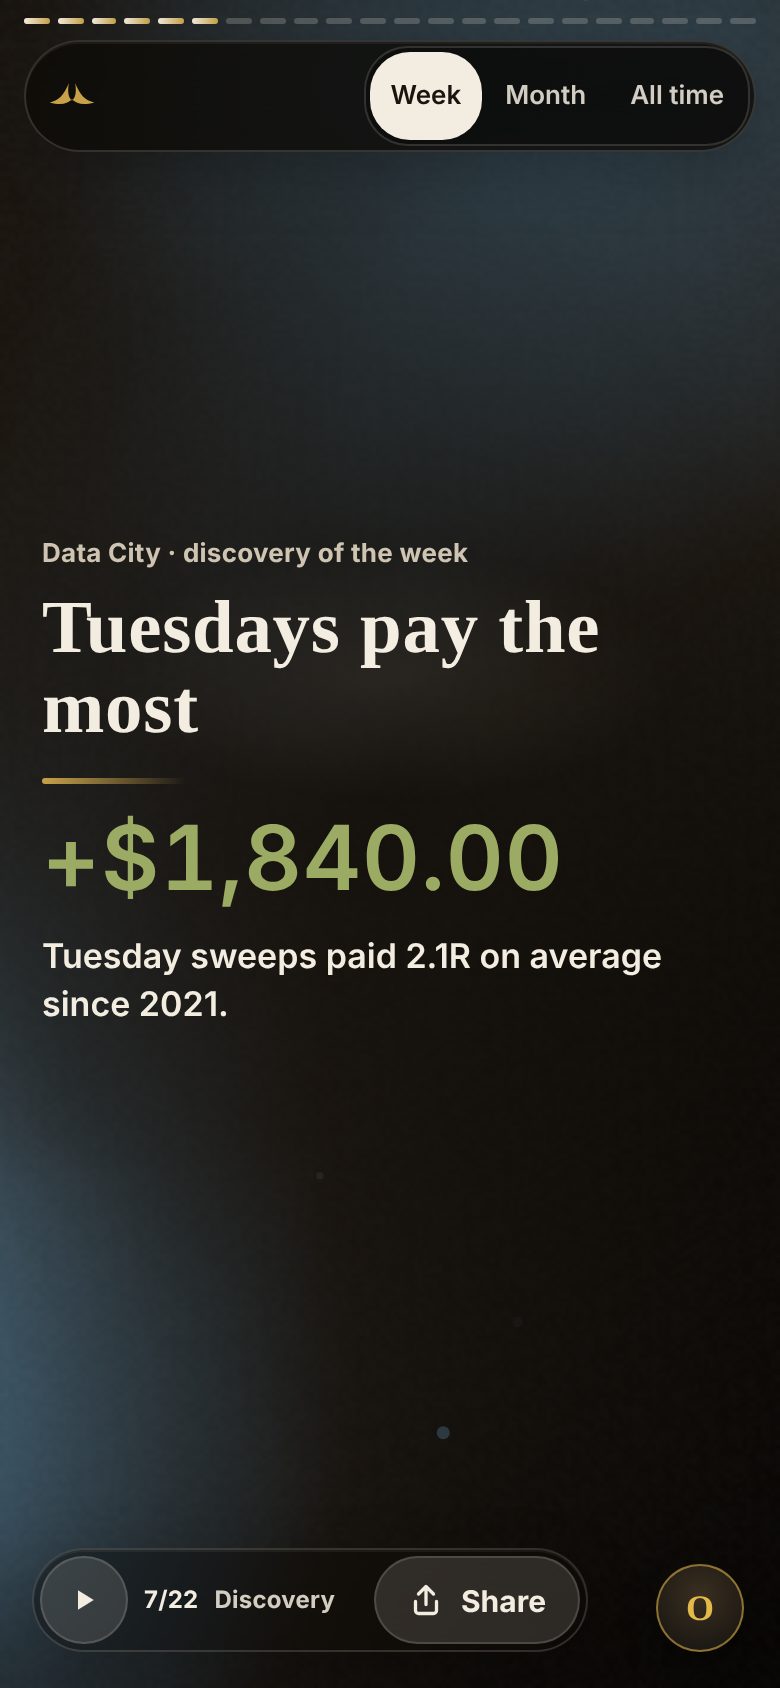 Week Month All time
Data City · discovery of the week
Tuesdays pay the
most
+$1,840.00
Tuesday sweeps paid 2.1R on average
since 2021.
7/22 Discovery Share O